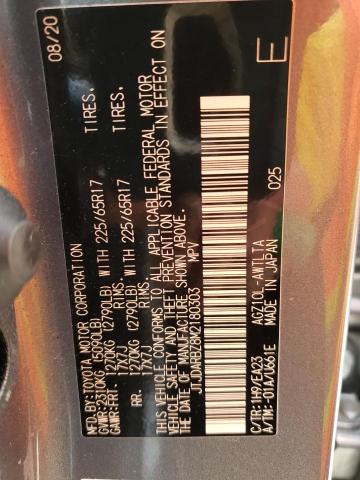 MFD. BY: TOYOTA MOTOR CORPORATION 08/20
GVWR: 2310KG (5090LB)
GAWR: FRT. 1270KG (2790LB) WITH 225/65R17 TIRES.
17X7J RIMS.
RR. 1270KG (2790LB) WITH 225/65R17 TIRES.
17X7J RIMS
THIS VEHICLE CONFORMS TO ALL APPLICABLE FEDERAL MOTOR
VEHICLE SAFETY AND THEFT PREVENTION STANDARDS IN EFFECT ON
THE DATE OF MANUFACTURE SHOWN ABOVE.
MPV
C/TR:1H9/EA23 AGZ10L-AWTLTA
A/TM:-01A/U661E MADE IN JAPAN 025
E